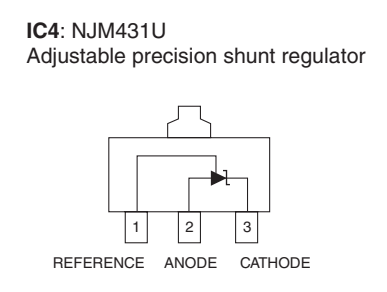 IC4: NJM431U
Adjustable precision shunt regulator
1 2 3
REFERENCE ANODE CATHODE